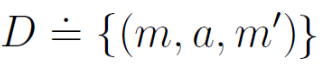 D ≐ {(m, a, m′)}